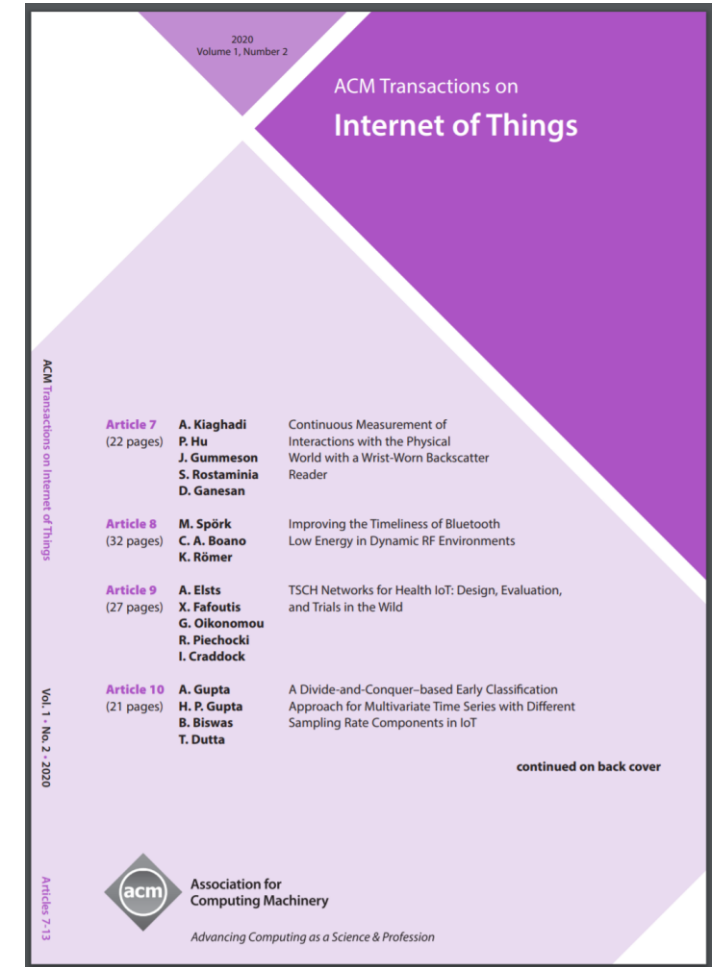 2020
Volume 1, Number 2
ACM Transactions on
Internet of Things
ACM Transactions on Internet of Things
Vol. 1 • No. 2 • 2020
Articles 7-13
Article 7 A. Kiaghadi Continuous Measurement of
(22 pages) P. Hu Interactions with the Physical
J. Gummeson World with a Wrist-Worn Backscatter
S. Rostaminia Reader
D. Ganesan
Article 8 M. Spörk Improving the Timeliness of Bluetooth
(32 pages) C. A. Boano Low Energy in Dynamic RF Environments
K. Römer
Article 9 A. Elsts TSCH Networks for Health IoT: Design, Evaluation,
(27 pages) X. Fafoutis and Trials in the Wild
G. Oikonomou
R. Piechocki
I. Craddock
Article 10 A. Gupta A Divide-and-Conquer–based Early Classification
(21 pages) H. P. Gupta Approach for Multivariate Time Series with Different
B. Biswas Sampling Rate Components in IoT
T. Dutta
continued on back cover
acm
Association for
Computing Machinery
Advancing Computing as a Science & Profession